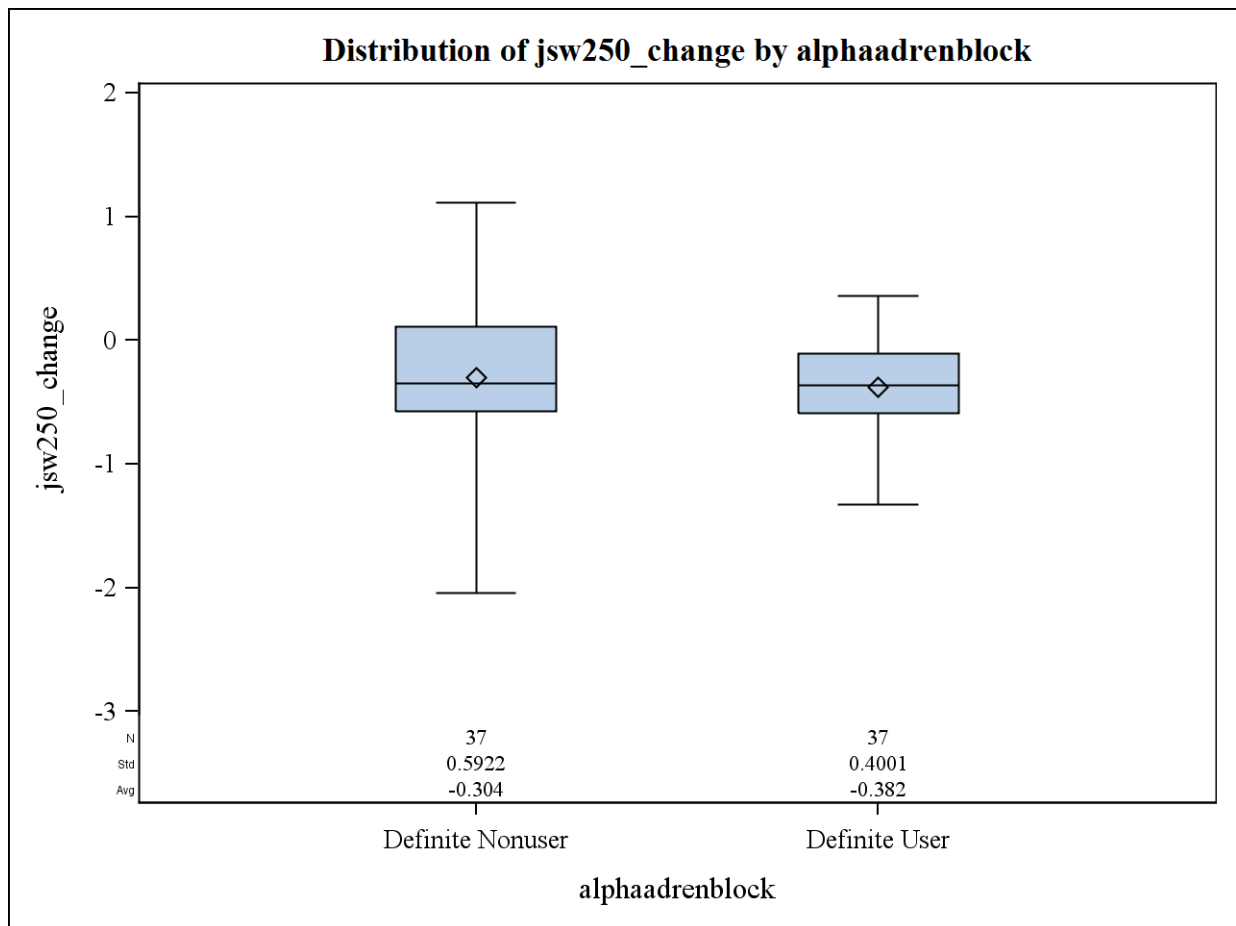 Distribution of jsw250_change by alphaadrenblock
jsw250_change
2
1
0
-1
-2
-3
N 37 37
Std 0.5922 0.4001
Avg -0.304 -0.382
Definite Nonuser Definite User
alphaadrenblock